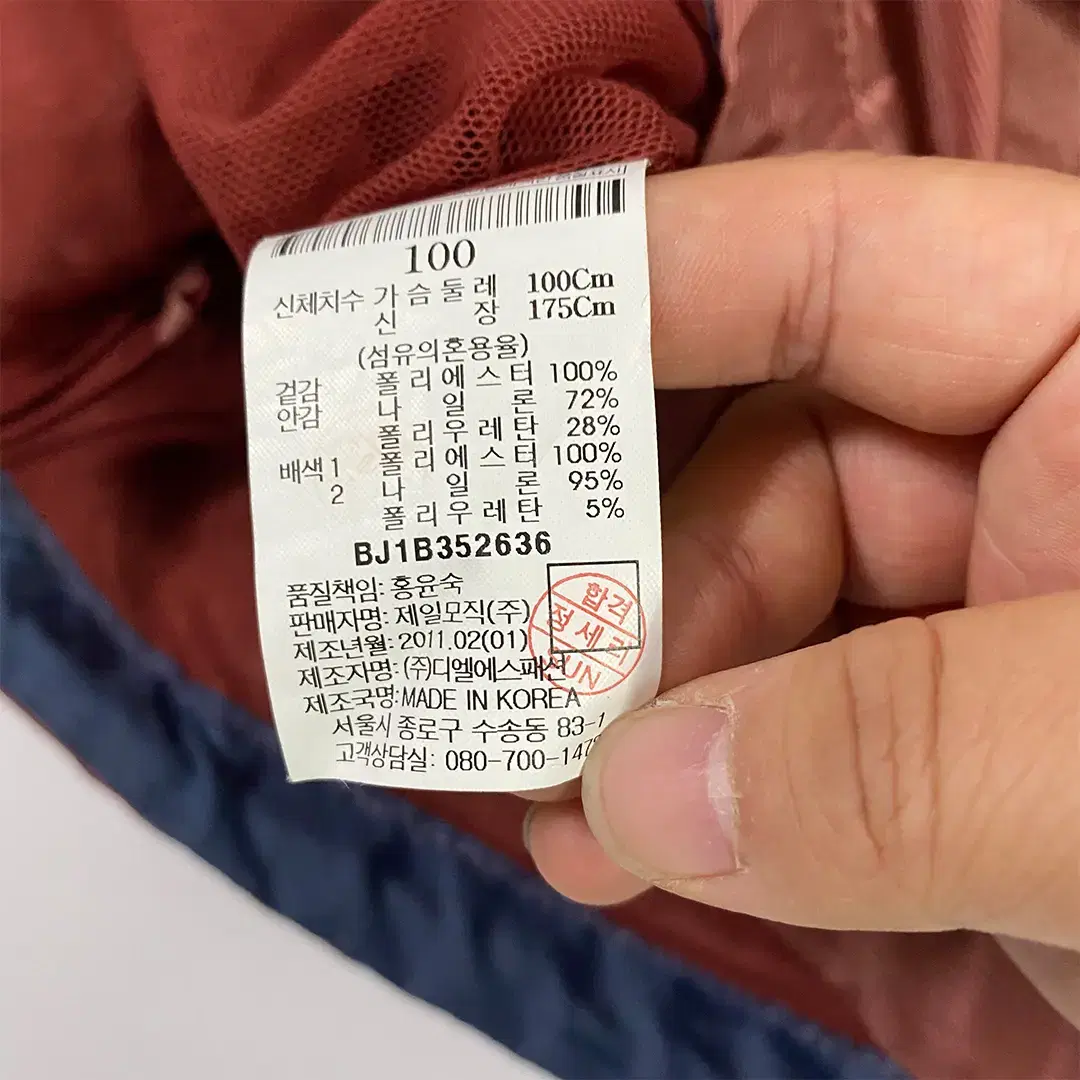 100
신체치수 가슴둘레 100Cm
신장 175Cm
(섬유의혼용율)
겉감 폴리에스터 100%
안감 나일론 72%
폴리우레탄 28%
배색 1 폴리에스터 100%
2 나일론 95%
폴리우레탄 5%
BJ1B352636
품질책임: 홍윤숙
판매자명: 제일모직(주)
제조년월: 2011.02(01)
제조자명: (주)디엘에스패션
제조국명: MADE IN KOREA
서울시 종로구 수송동 83-1
고객상담실: 080-700-147
합격
정세리
SUN